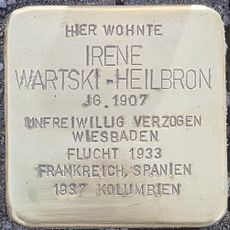 HIER WOHNTE
IRENE
WARTSKI-HEILBRON
JG. 1907
UNFREIWILLIG VERZOGEN
WIESBADEN
FLUCHT 1933
FRANKREICH, SPANIEN
1937 KOLUMBIEN